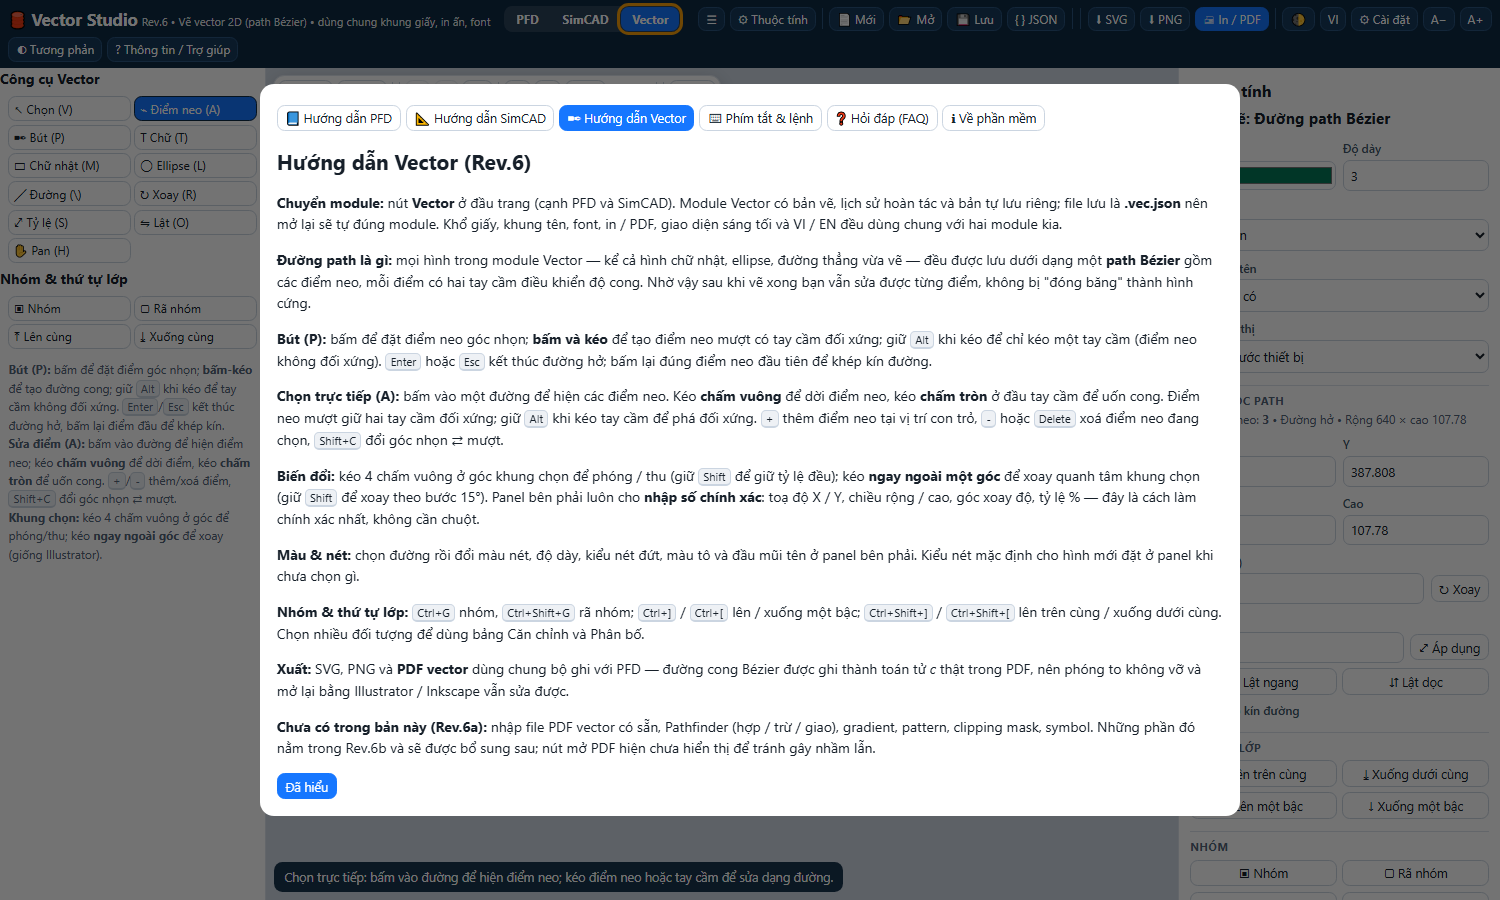 Vector Studio Rev.6 • Vẽ vector 2D (path Bézier) • dùng chung khung giấy, in ấn, font PFD SimCAD Vector ☰ ⚙ Thuộc tính Mới Mở Lưu { } JSON ⬇ SVG ⬇ PNG In / PDF VI ⚙ Cài đặt A− A+
Tương phản ? Thông tin / Trợ giúp
Công cụ Vector
Chọn (V) Điểm neo (A)
Bút (P) T Chữ (T)
Chữ nhật (M) Ellipse (L)
Đường (\) ↻ Xoay (R)
⤢ Tỷ lệ (S) ⇋ Lật (O)
Pan (H)
Nhóm & thứ tự lớp
▣ Nhóm ▢ Rã nhóm
⤒ Lên cùng ⤓ Xuống cùng
Bút (P): bấm để đặt điểm góc nhọn; bấm-kéo
để tạo đường cong; giữ Alt khi kéo để tay
cầm không đối xứng. Enter/Esc kết thúc
đường hở, bấm lại điểm đầu để khép kín.
Sửa điểm (A): bấm vào đường để hiện điểm
neo; kéo chấm vuông để dời điểm, kéo chấm
tròn để uốn cong. +/- thêm/xoá điểm,
Shift+C đổi góc nhọn ⇄ mượt.
Khung chọn: kéo 4 chấm vuông ở góc để
phóng/thu; kéo ngay ngoài góc để xoay
(giống Illustrator).
Hướng dẫn PFD Hướng dẫn SimCAD Hướng dẫn Vector Phím tắt & lệnh Hỏi đáp (FAQ) ℹ Về phần mềm
Hướng dẫn Vector (Rev.6)
Chuyển module: nút Vector ở đầu trang (cạnh PFD và SimCAD). Module Vector có bản vẽ, lịch sử hoàn tác và bản tự lưu riêng; file lưu là .vec.json nên
mở lại sẽ tự đúng module. Khổ giấy, khung tên, font, in / PDF, giao diện sáng tối và VI / EN đều dùng chung với hai module kia.
Đường path là gì: mọi hình trong module Vector — kể cả hình chữ nhật, ellipse, đường thẳng vừa vẽ — đều được lưu dưới dạng một path Bézier gồm
các điểm neo, mỗi điểm có hai tay cầm điều khiển độ cong. Nhờ vậy sau khi vẽ xong bạn vẫn sửa được từng điểm, không bị "đóng băng" thành hình
cứng.
Bút (P): bấm để đặt điểm neo góc nhọn; bấm và kéo để tạo điểm neo mượt có tay cầm đối xứng; giữ Alt khi kéo để chỉ kéo một tay cầm (điểm neo
không đối xứng). Enter hoặc Esc kết thúc đường hở; bấm lại đúng điểm neo đầu tiên để khép kín đường.
Chọn trực tiếp (A): bấm vào một đường để hiện các điểm neo. Kéo chấm vuông để dời điểm neo, kéo chấm tròn ở đầu tay cầm để uốn cong. Điểm
neo mượt giữ hai tay cầm đối xứng; giữ Alt khi kéo tay cầm để phá đối xứng. + thêm điểm neo tại vị trí con trỏ, - hoặc Delete xoá điểm neo đang
chọn, Shift+C đổi góc nhọn ⇄ mượt.
Biến đổi: kéo 4 chấm vuông ở góc khung chọn để phóng / thu (giữ Shift để giữ tỷ lệ đều); kéo ngay ngoài một góc để xoay quanh tâm khung chọn
(giữ Shift để xoay theo bước 15°). Panel bên phải luôn cho nhập số chính xác: toạ độ X / Y, chiều rộng / cao, góc xoay độ, tỷ lệ % — đây là cách làm
chính xác nhất, không cần chuột.
Màu & nét: chọn đường rồi đổi màu nét, độ dày, kiểu nét đứt, màu tô và đầu mũi tên ở panel bên phải. Kiểu nét mặc định cho hình mới đặt ở panel khi
chưa chọn gì.
Nhóm & thứ tự lớp: Ctrl+G nhóm, Ctrl+Shift+G rã nhóm; Ctrl+] / Ctrl+[ lên / xuống một bậc; Ctrl+Shift+] / Ctrl+Shift+[ lên trên cùng / xuống dưới cùng.
Chọn nhiều đối tượng để dùng bảng Căn chỉnh và Phân bố.
Xuất: SVG, PNG và PDF vector dùng chung bộ ghi với PFD — đường cong Bézier được ghi thành toán tử c thật trong PDF, nên phóng to không vỡ và
mở lại bằng Illustrator / Inkscape vẫn sửa được.
Chưa có trong bản này (Rev.6a): nhập file PDF vector có sẵn, Pathfinder (hợp / trừ / giao), gradient, pattern, clipping mask, symbol. Những phần đó
nằm trong Rev.6b và sẽ được bổ sung sau; nút mở PDF hiện chưa hiển thị để tránh gây nhầm lẫn.
Đã hiểu
Chọn trực tiếp: bấm vào đường để hiện điểm neo; kéo điểm neo hoặc tay cầm để sửa dạng đường.
tính
ẽ: Đường path Bézier
Độ dày
3
n
tên
có
thị
ước thiết bị
ỌC PATH
neo: 3 • Đường hở • Rộng 640 × cao 107.78
Y
387.808
Cao
107.78
↻ Xoay
⤢ Áp dụng
Lật ngang ⇵ Lật dọc
kín đường
LỚP
ên trên cùng ⤓ Xuống dưới cùng
ên một bậc ↓ Xuống một bậc
NHÓM
▣ Nhóm ▢ Rã nhóm